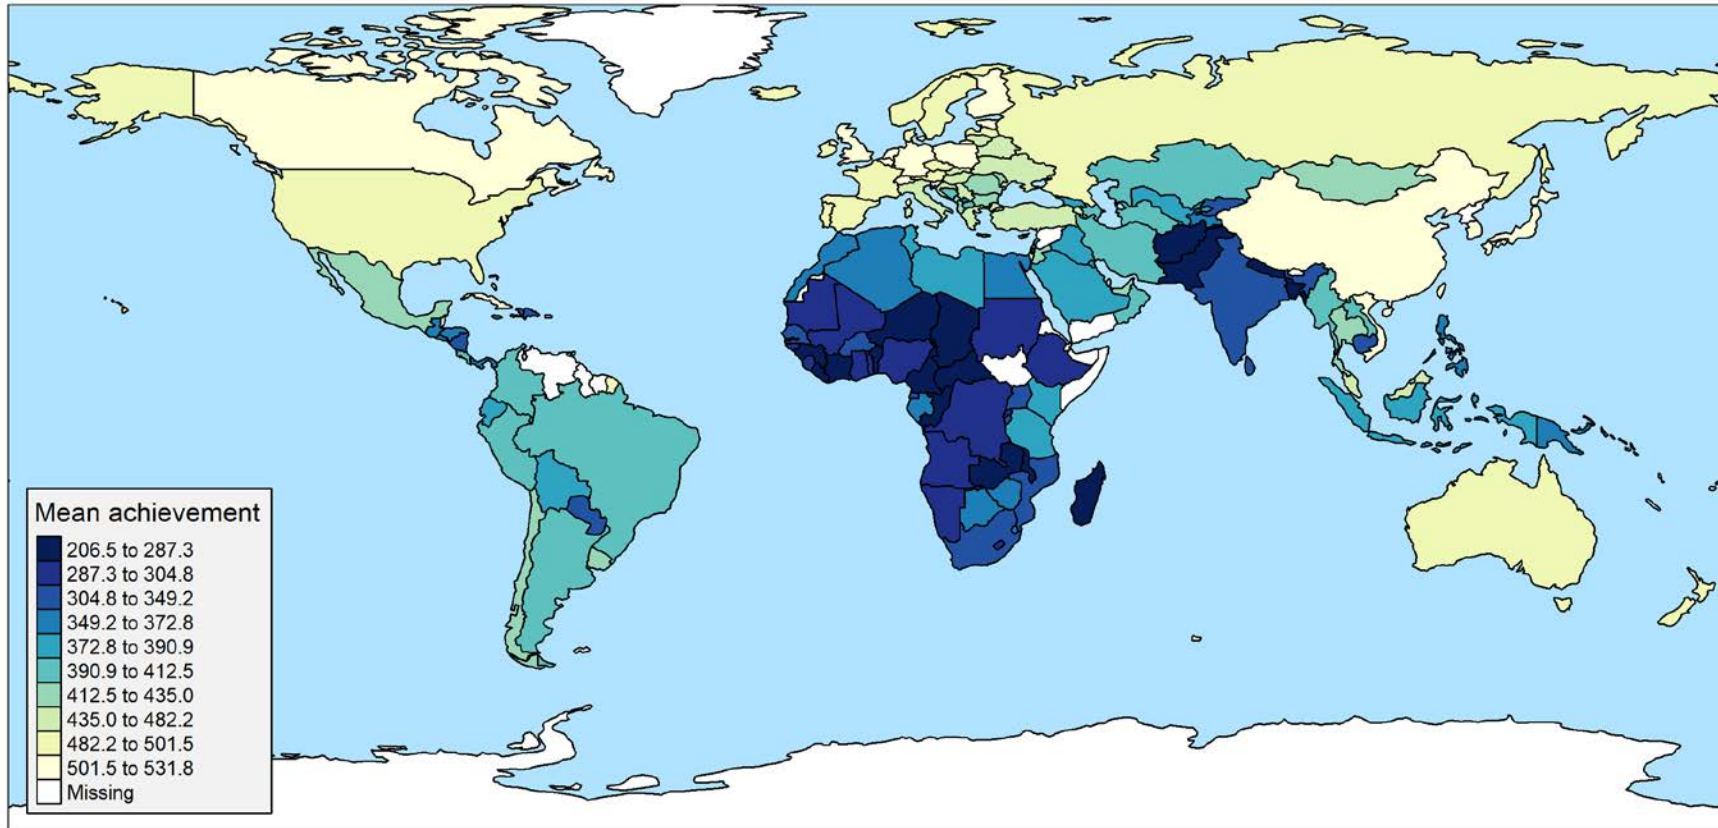 Mean achievement
206.5 to 287.3
287.3 to 304.8
304.8 to 349.2
349.2 to 372.8
372.8 to 390.9
390.9 to 412.5
412.5 to 435.0
435.0 to 482.2
482.2 to 501.5
501.5 to 531.8
Missing